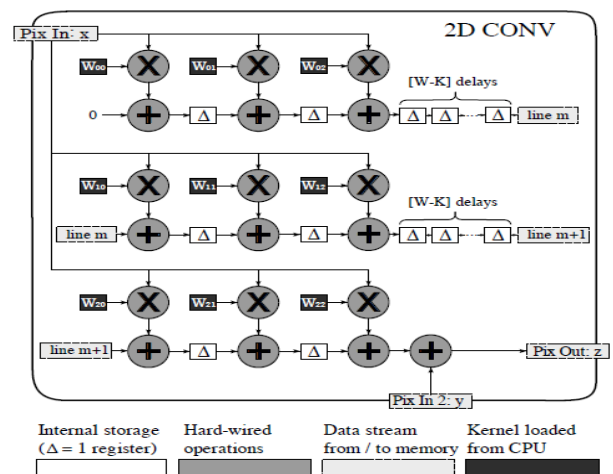 Pix In: x
2D CONV
W00
W01
W02
[W-K] delays
0
Δ
Δ
Δ
Δ
Δ
line m
W10
W11
W12
[W-K] delays
line m
Δ
Δ
Δ
Δ
Δ
line m+1
W20
W21
W22
line m+1
Δ
Δ
Pix Out: z
Pix In 2: y
Internal storage
(Δ = 1 register)
Hard-wired
operations
Data stream
from / to memory
Kernel loaded
from CPU